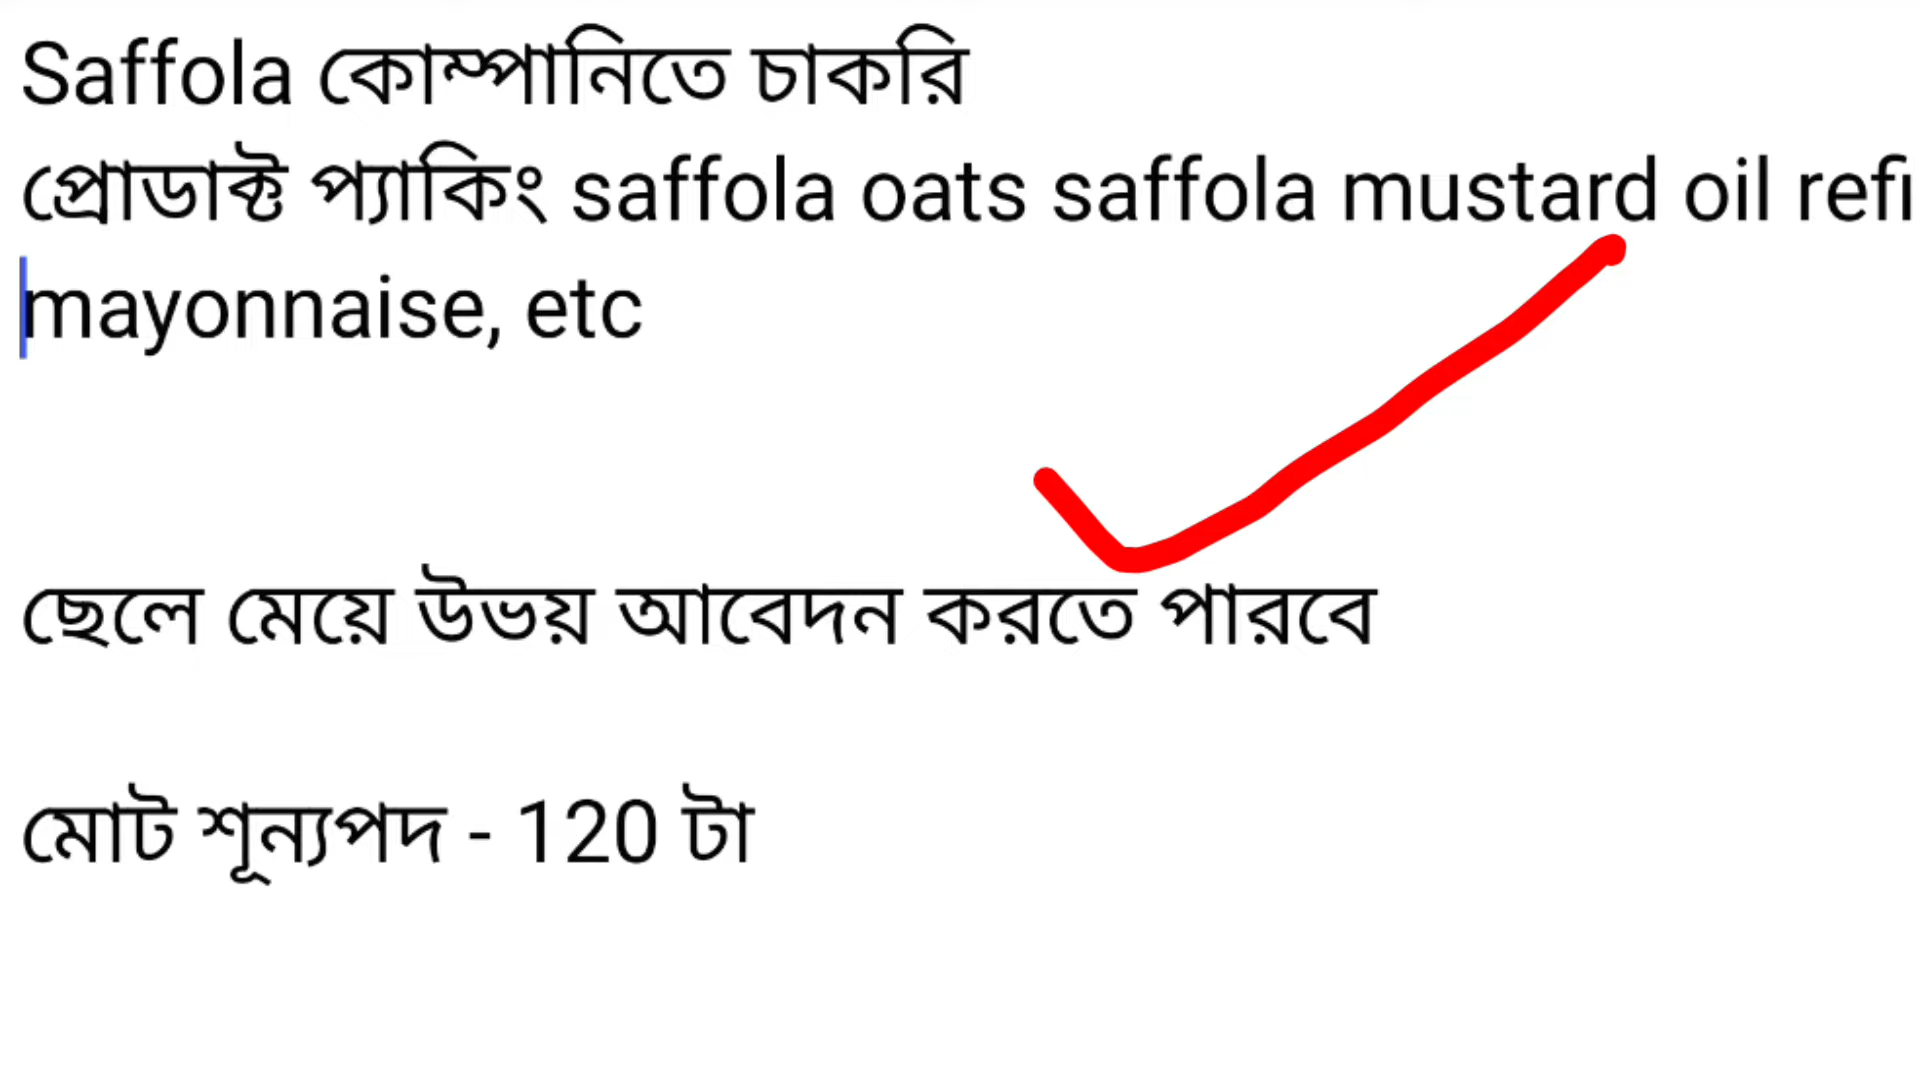 Saffola কোম্পানিতে চাকরি
প্রোডাক্ট প্যাকিং saffola oats saffola mustard oil refi
mayonnaise, etc
ছেলে মেয়ে উভয় আবেদন করতে পারবে
মোট শূন্যপদ - 120 টা